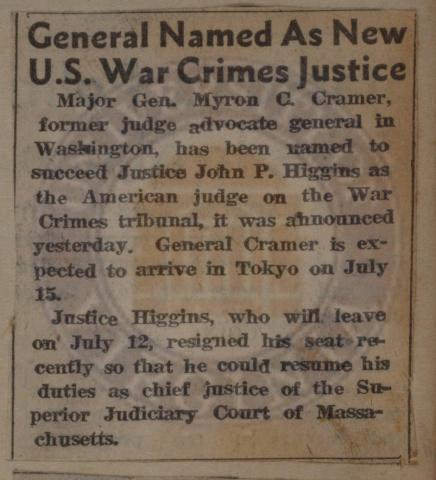 General Named As New
U.S. War Crimes Justice
Major Gen. Myron C. Cramer,
former judge advocate general in
Washington, has been named to
succeed Justice John P. Higgins as
the American judge on the War
Crimes tribunal, it was announced
yesterday. General Cramer is ex-
pected to arrive in Tokyo on July
15.
Justice Higgins, who will leave
on July 12, resigned his seat re-
cently so that he could resume his
duties as chief justice of the Su-
perior Judiciary Court of Massa-
chusetts.